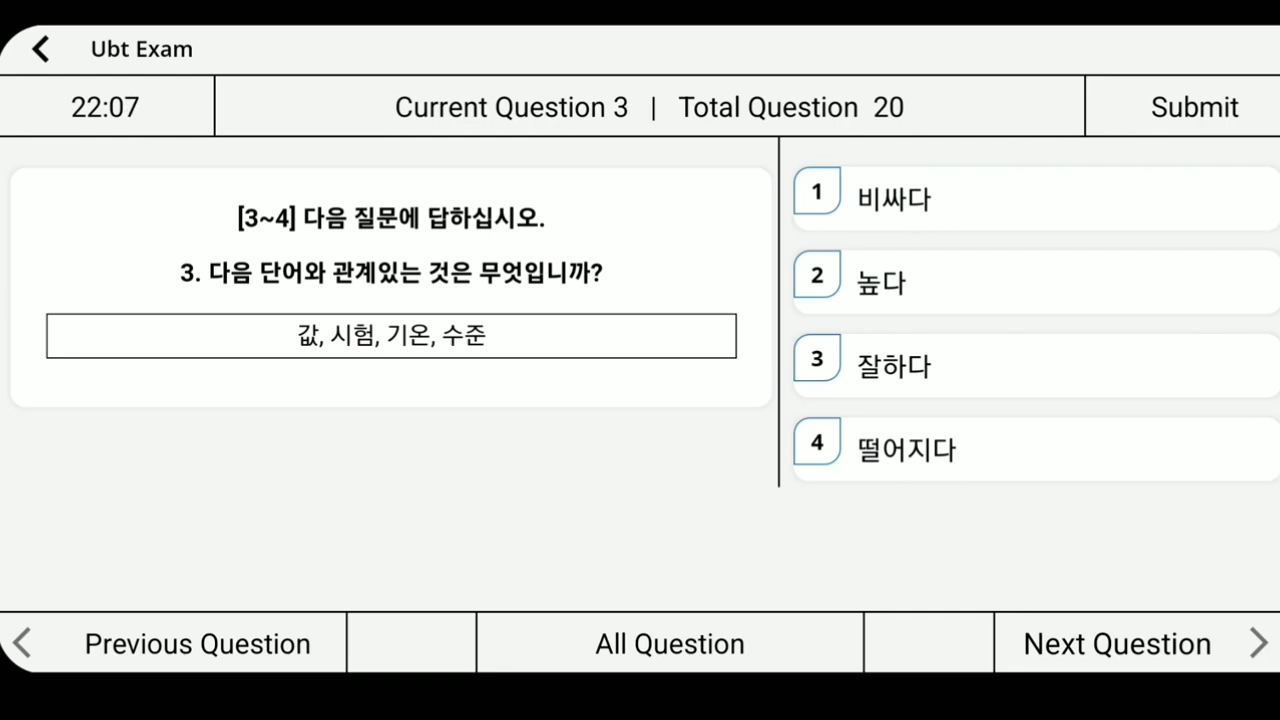 Ubt Exam
22:07
Current Question 3 | Total Question 20
Submit
[3~4] 다음 질문에 답하십시오.
3. 다음 단어와 관계있는 것은 무엇입니까?
값, 시험, 기온, 수준
1 비싸다
2 높다
3 잘하다
4 떨어지다
Previous Question
All Question
Next Question